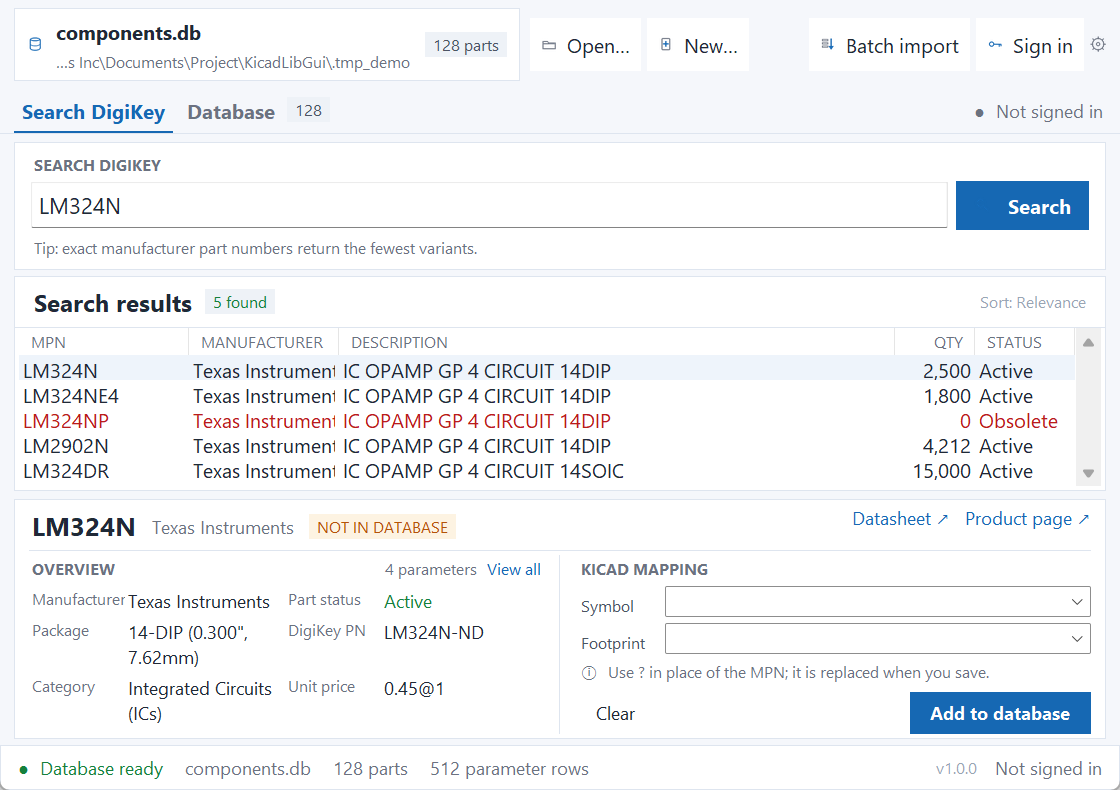 components.db
...s Inc\Documents\Project\KicadLibGui\.tmp_demo
128 parts
Open...
New...
Batch import
Sign in
Search DigiKey
Database
128
Not signed in
SEARCH DIGIKEY
LM324N
Search
Tip: exact manufacturer part numbers return the fewest variants.
Search results
5 found
Sort: Relevance
MPN MANUFACTURER DESCRIPTION QTY STATUS
LM324N Texas Instrument IC OPAMP GP 4 CIRCUIT 14DIP 2,500 Active
LM324NE4 Texas Instrument IC OPAMP GP 4 CIRCUIT 14DIP 1,800 Active
LM324NP Texas Instrument IC OPAMP GP 4 CIRCUIT 14DIP 0 Obsolete
LM2902N Texas Instrument IC OPAMP GP 4 CIRCUIT 14DIP 4,212 Active
LM324DR Texas Instrument IC OPAMP GP 4 CIRCUIT 14SOIC 15,000 Active
LM324N Texas Instruments NOT IN DATABASE
Datasheet ↗ Product page ↗
OVERVIEW 4 parameters View all
Manufacturer Texas Instruments Part status Active
Package 14-DIP (0.300", DigiKey PN LM324N-ND
7.62mm)
Category Integrated Circuits Unit price 0.45@1
(ICs)
KICAD MAPPING
Symbol
Footprint
Use ? in place of the MPN; it is replaced when you save.
Clear
Add to database
Database ready components.db 128 parts 512 parameter rows v1.0.0 Not signed in